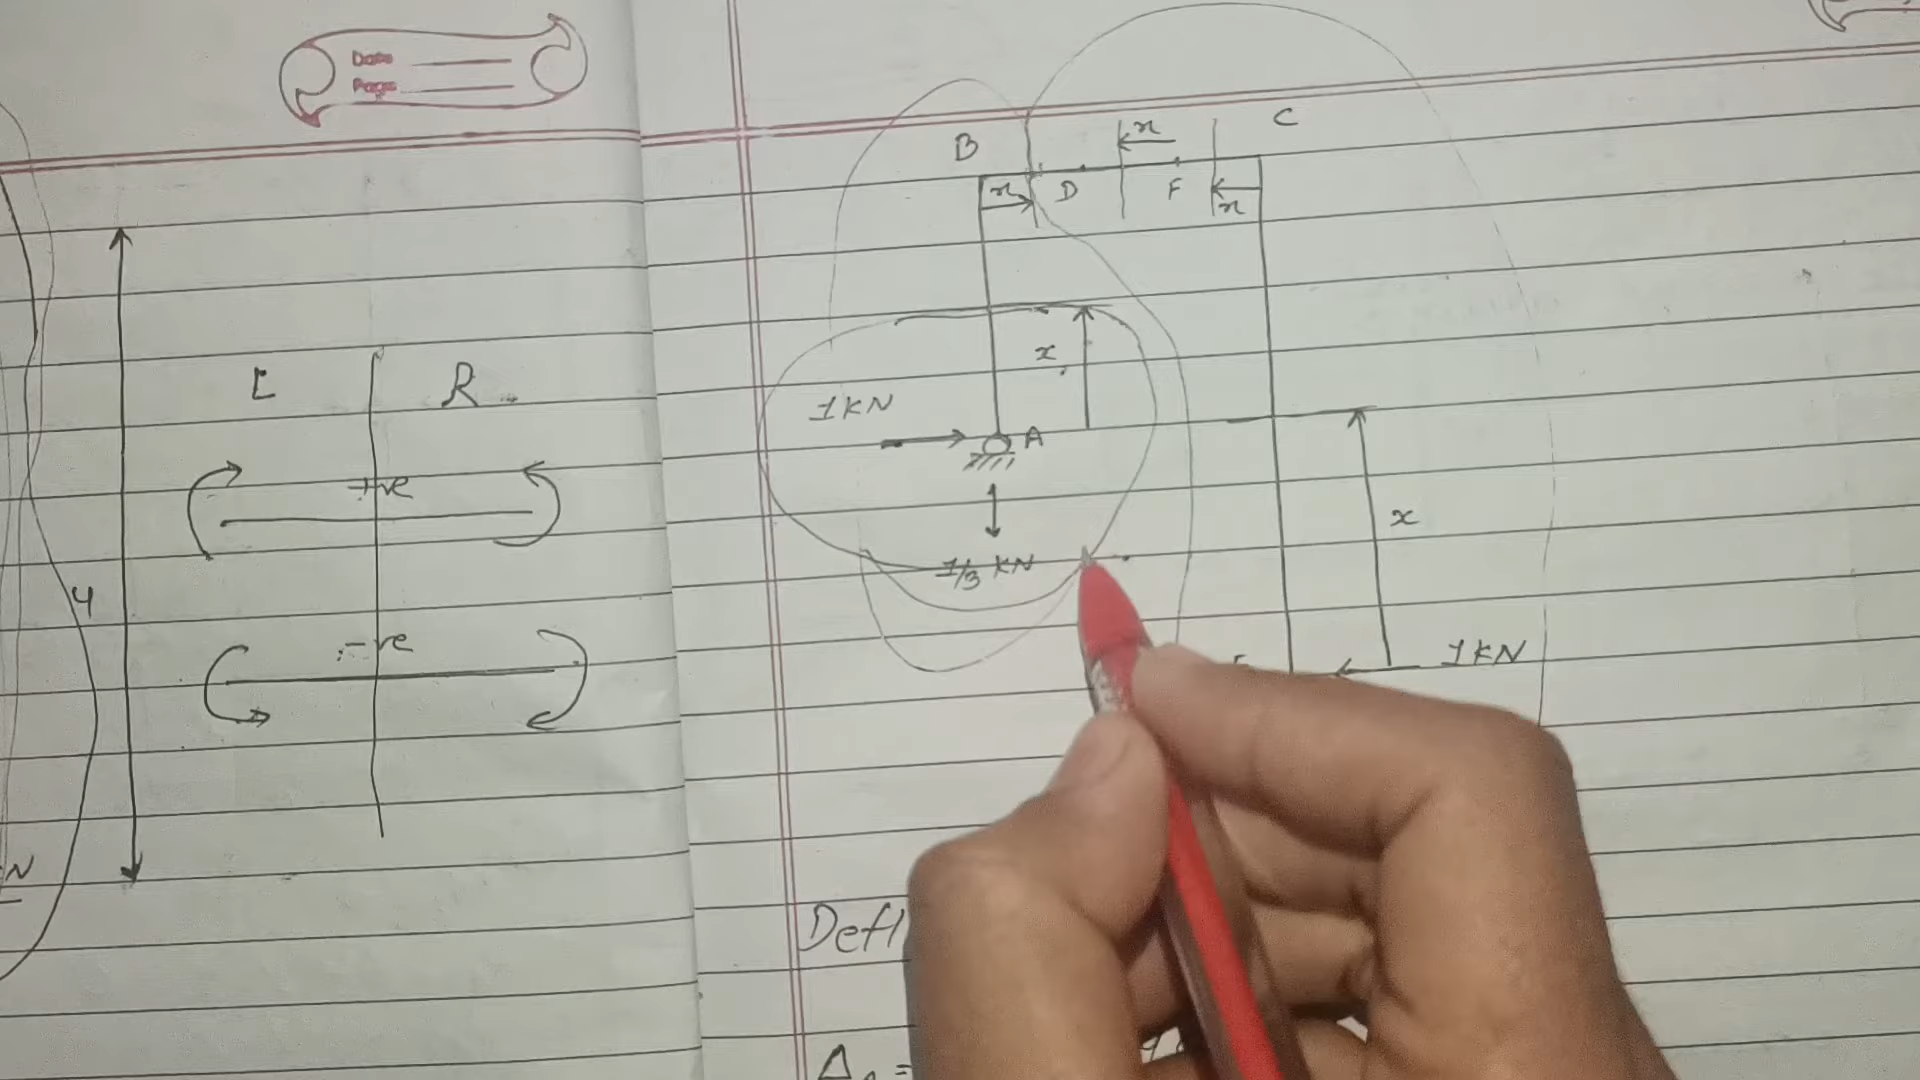 Date
Page
L R
+ve
-ve
4
N
B x C
x D F x
x
1KN
A
1/3 KN
x
1KN
Defl
Δ =